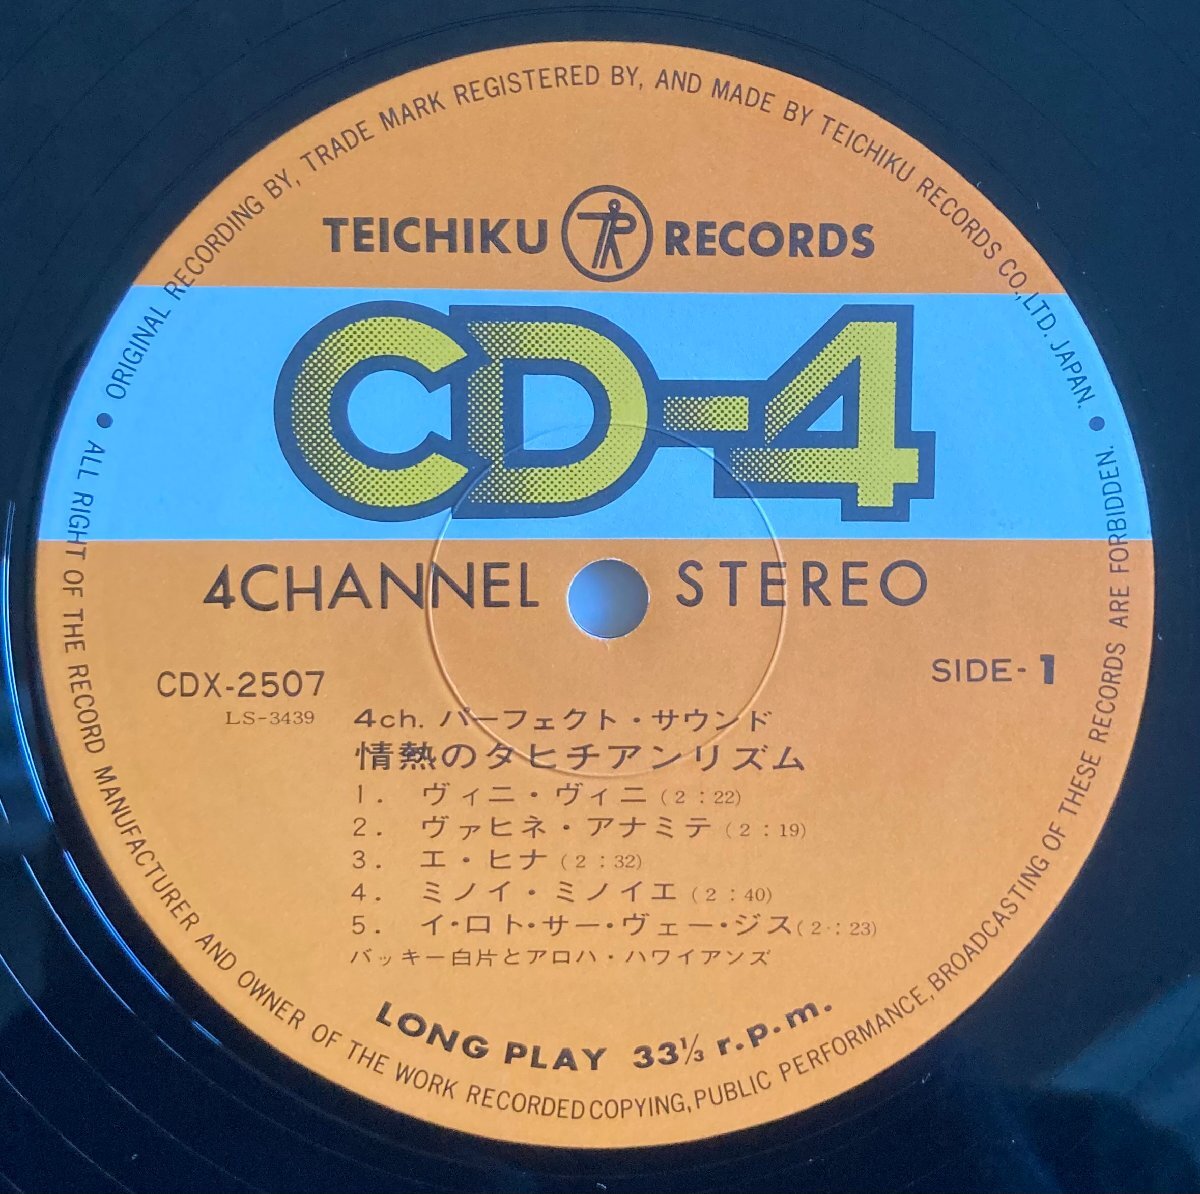 ORIGINAL RECORDING BY, TRADE MARK REGISTERED BY, AND MADE BY TEICHIKU RECORDS CO., LTD. JAPAN.
TEICHIKU RECORDS
CD-4
4CHANNEL STEREO
CDX-2507
SIDE-1
LS-3439
4ch. パーフェクト・サウンド
情熱のタヒチアンリズム
1. ヴィニ・ヴィニ (2:22)
2. ヴァヒネ・アナミテ (2:19)
3. エ・ヒナ (2:32)
4. ミノイ・ミノイエ (2:40)
5. イ・ロト・サー・ヴェー・ジス (2:23)
バッキー白片とアロハ・ハワイアンズ
LONG PLAY 33⅓ r.p.m.
ALL RIGHT OF THE RECORD MANUFACTURER AND OWNER OF THE WORK RECORDED COPYING, PUBLIC PERFORMANCE, BROADCASTING OF THESE RECORDS ARE FORBIDDEN.